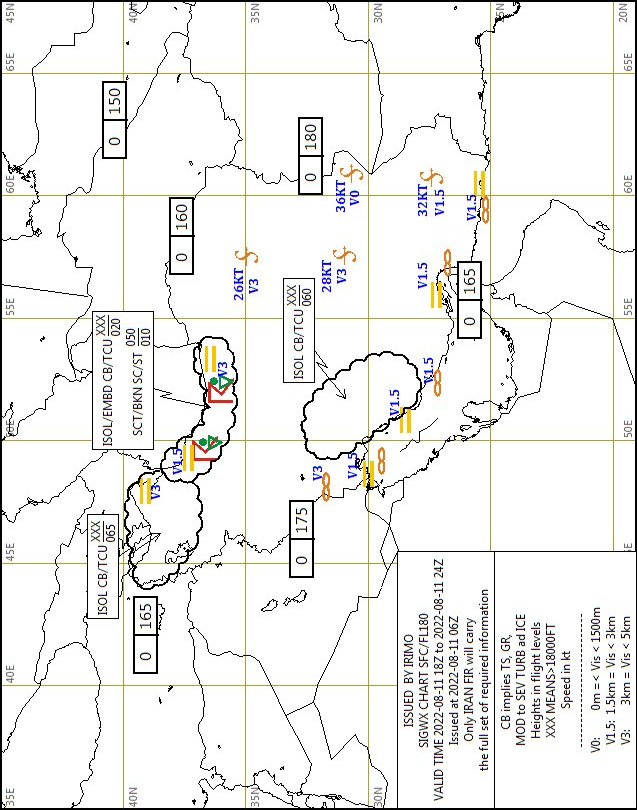 35E
40E
45E
50E
55E
60E
65E
45N
ISOL CB/TCU XXX
065
ISOL/EMBD CB/TCU XXX
020
SCT/BKN SC/ST 050
010
0 150
40N
40N
0 165
V3
V1.5
V3
0 160
26KT
V3
35N
ISOL CB/TCU XXX
060
0 175
0 180
V3
28KT
V3
36KT
V0
V1.5
30N
30N
V1.5
V1.5
V1.5
32KT
V1.5
0 165
V1.5
20N
ISSUED BY IRIMO
SIGWX CHART SFC/FL180
VALID TIME 2022-08-11 18Z to 2022-08-11 24Z
Issued at 2022-08-11 06Z
Only IRAN FIR will carry
the full set of required information
CB implies TS, GR,
MOD to SEV TURB ad ICE
Heights in flight levels
XXX MEANS>18000FT
Speed in kt
V0: 0m = < Vis < 1500m
V1.5: 1.5km = Vis < 3km
V3: 3km = Vis < 5km